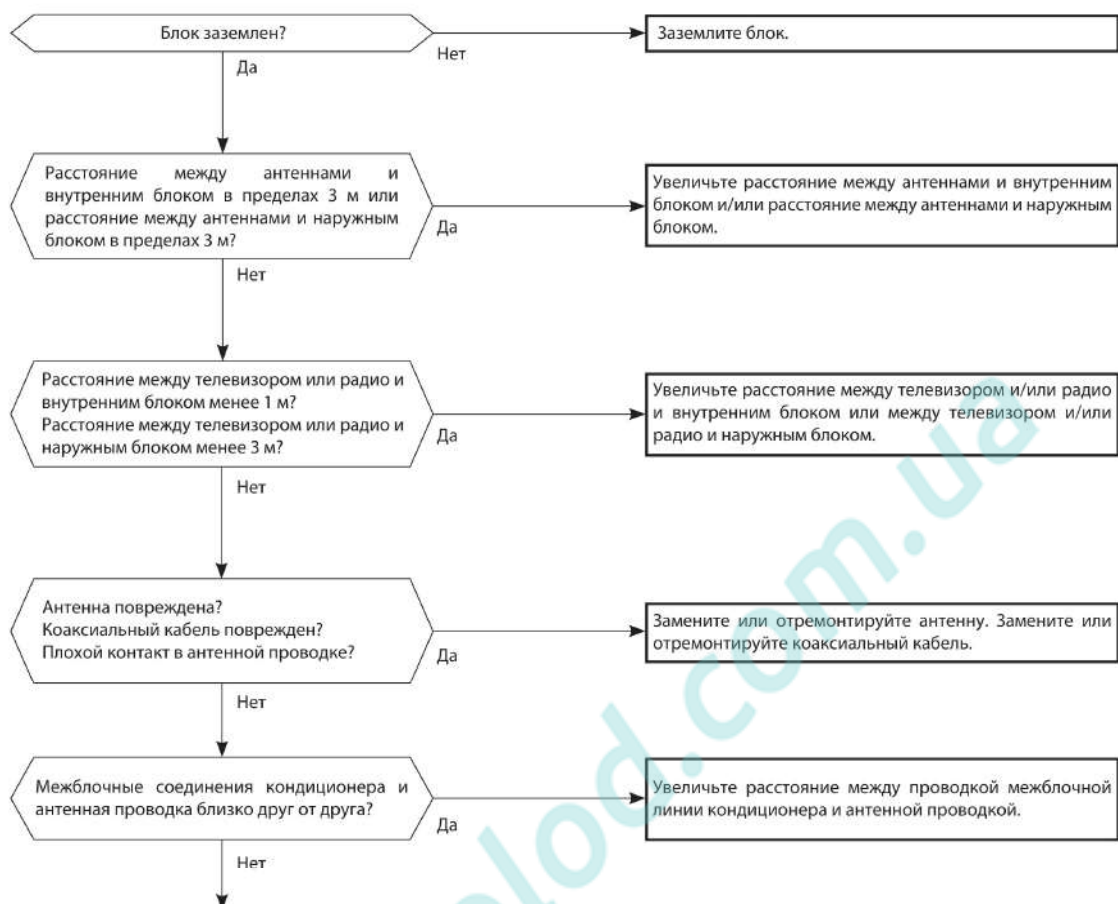 Блок заземлен?
Нет
Заземлите блок.
Да
Расстояние между антеннами и
внутренним блоком в пределах 3 м или
расстояние между антеннами и наружным
блоком в пределах 3 м?
Да
Увеличьте расстояние между антеннами и внутренним
блоком и/или расстояние между антеннами и наружным
блоком.
Нет
Расстояние между телевизором или радио и
внутренним блоком менее 1 м?
Расстояние между телевизором или радио и
наружным блоком менее 3 м?
Да
Увеличьте расстояние между телевизором и/или радио
и внутренним блоком или между телевизором и/или
радио и наружным блоком.
Нет
Антенна повреждена?
Коаксиальный кабель поврежден?
Плохой контакт в антенной проводке?
Да
Замените или отремонтируйте антенну. Замените или
отремонтируйте коаксиальный кабель.
Нет
Межблочные соединения кондиционера и
антенная проводка близко друг от друга?
Да
Увеличьте расстояние между проводкой межблочной
линии кондиционера и антенной проводкой.
Нет
olod.com.ua